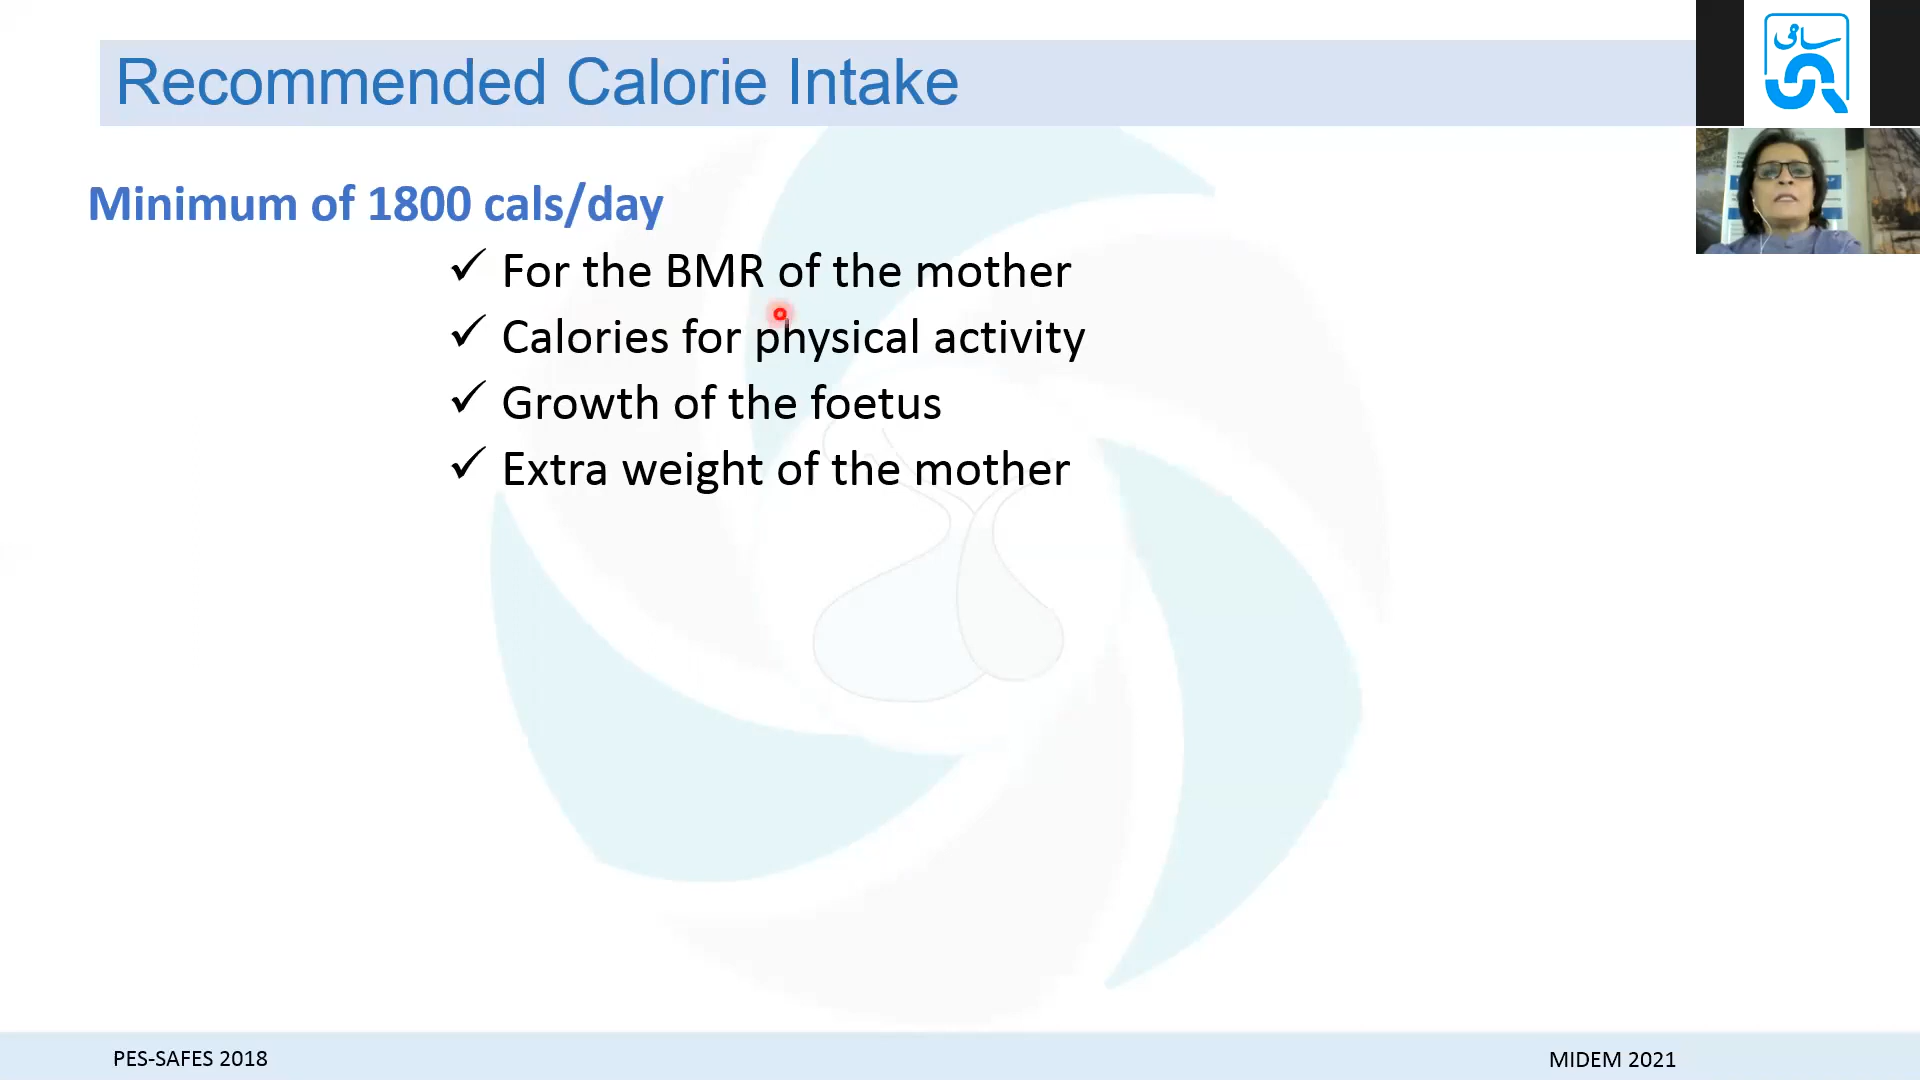 Recommended Calorie Intake
سافی
Minimum of 1800 cals/day
✓ For the BMR of the mother
✓ Calories for physical activity
✓ Growth of the foetus
✓ Extra weight of the mother
PES-SAFES 2018
MIDEM 2021